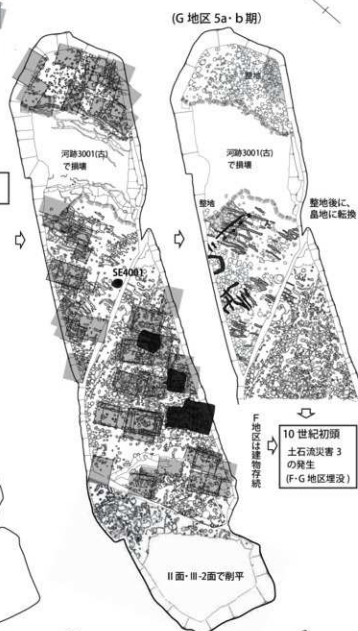 (G 地区 5a・b 期)
整地
河跡3001(古)
で損壊
河跡3001(古)
で損壊
整地
整地後に、
畠地に転換
SE4001
F地区は建物存続
10 世紀初頭
土石流災害 3
の発生
(F・G 地区埋没)
Ⅱ面・Ⅲ-2面で削平